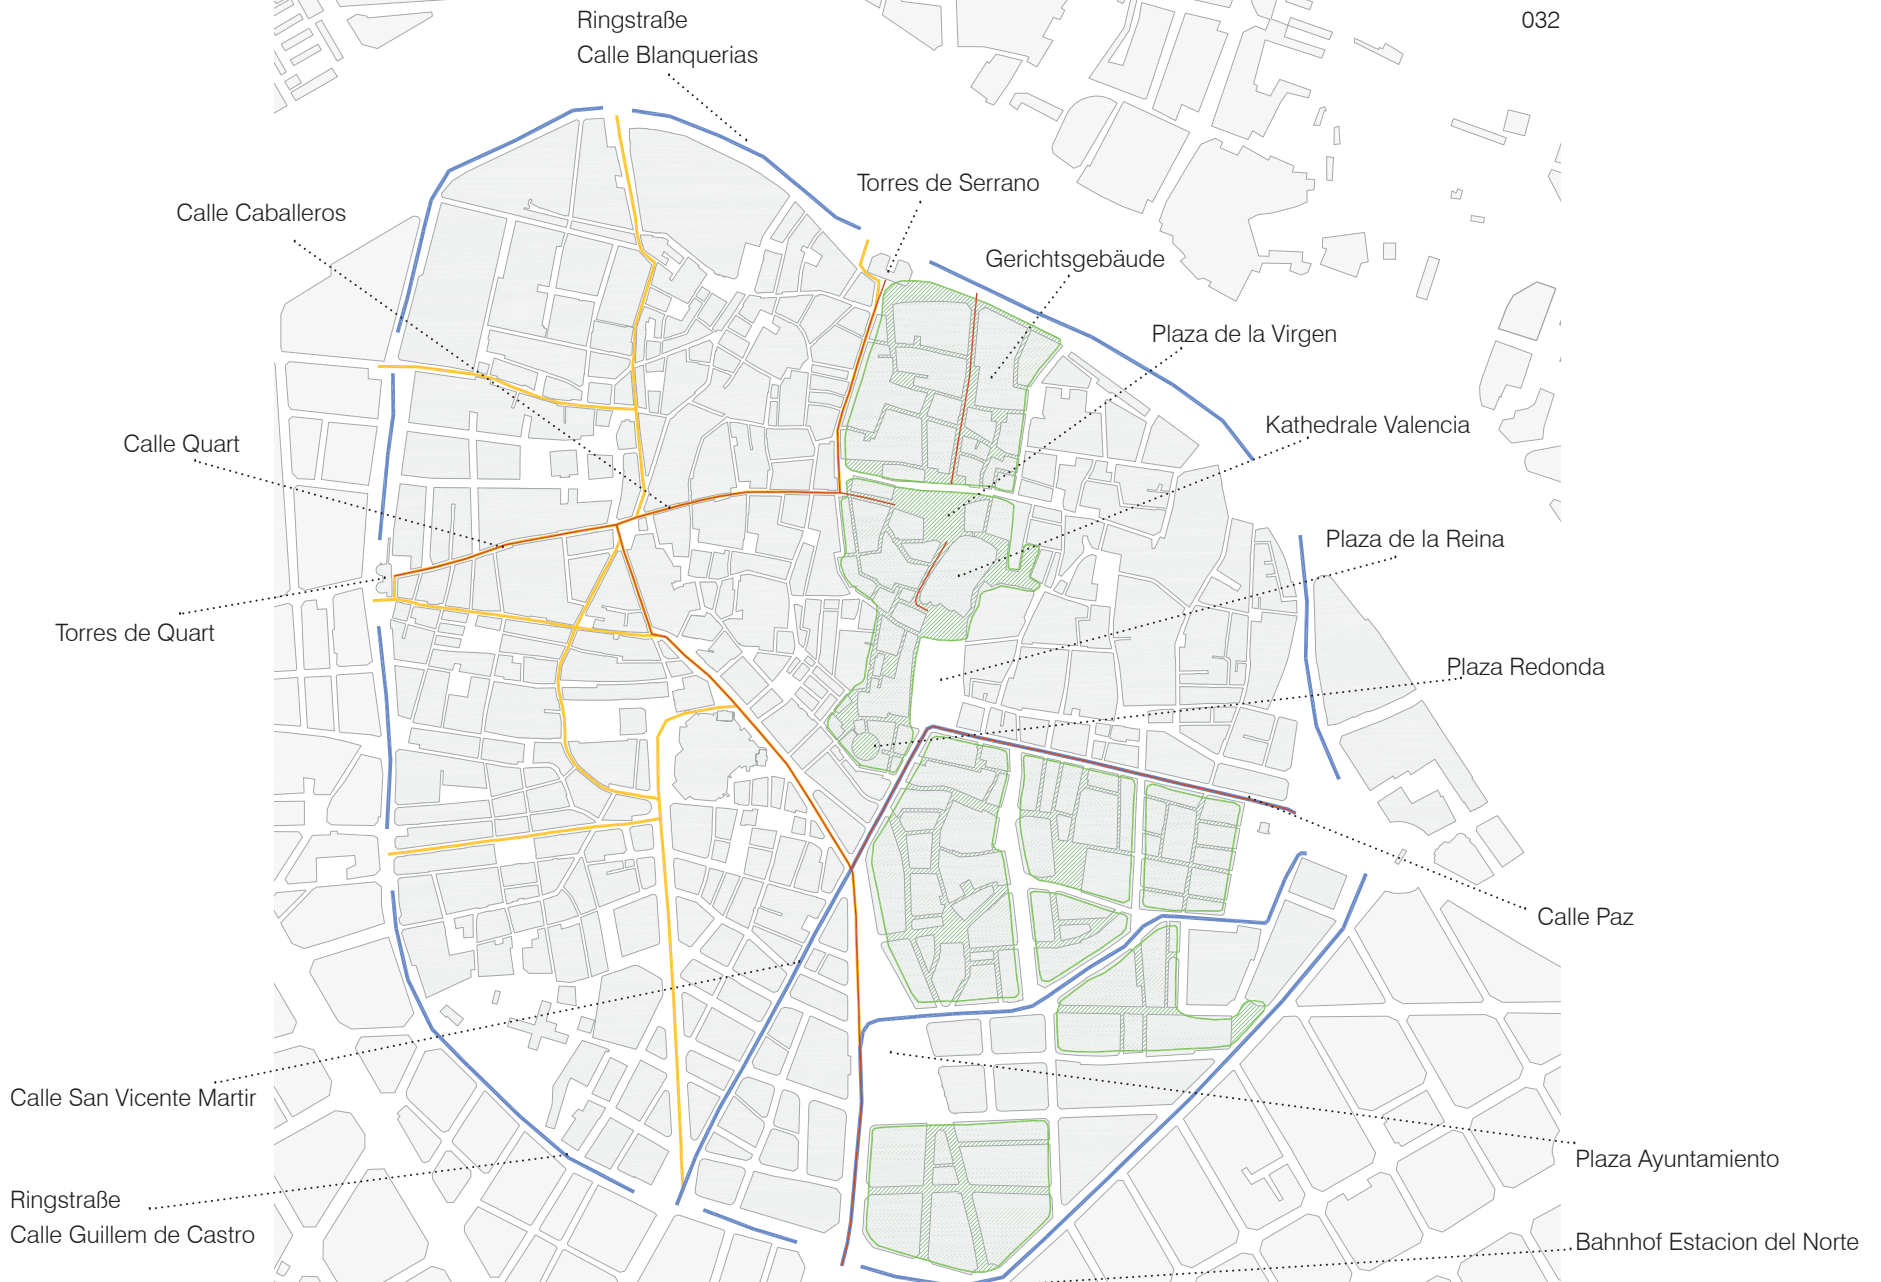 032
Ringstraße
Calle Blanquerias
Torres de Serrano
Calle Caballeros
Gerichtsgebäude
Plaza de la Virgen
Kathedrale Valencia
Calle Quart
Plaza de la Reina
Torres de Quart
Plaza Redonda
Calle Paz
Calle San Vicente Martir
Plaza Ayuntamiento
Ringstraße
Calle Guillem de Castro
Bahnhof Estacion del Norte